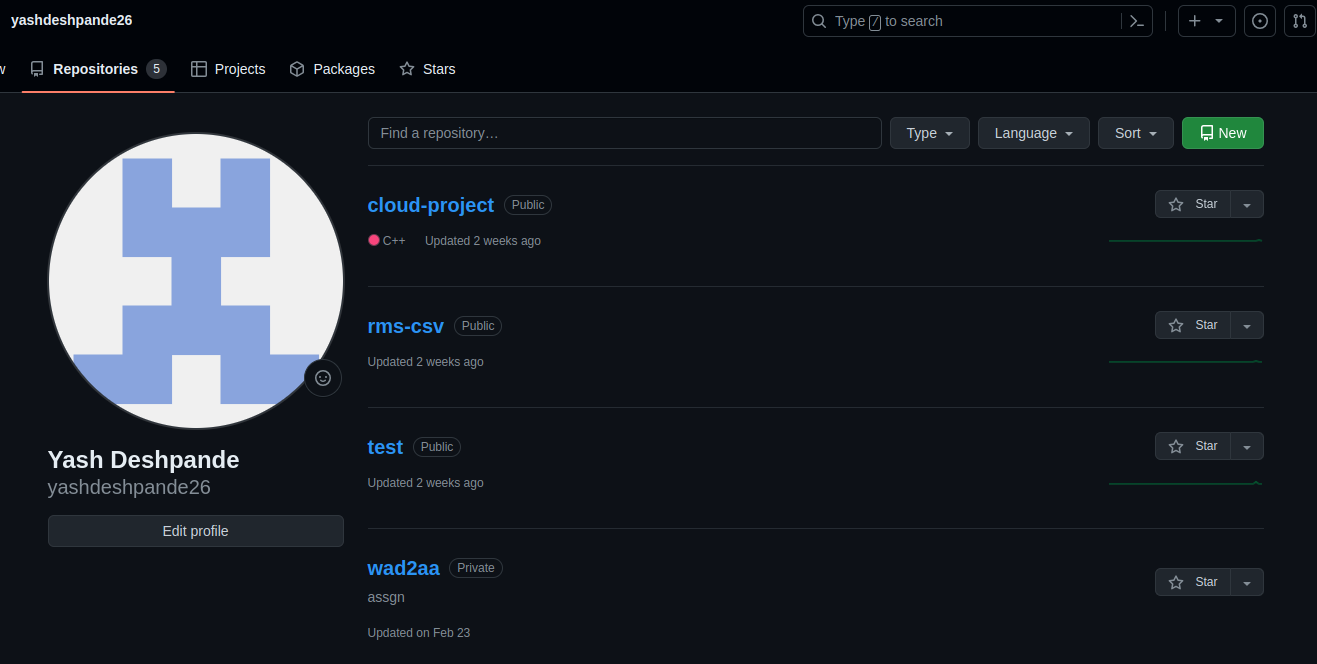 yashdeshpande26
Type / to search
Repositories 5 Projects Packages Stars
Find a repository… Type Language Sort New
cloud-project Public Star
C++ Updated 2 weeks ago
rms-csv Public Star
Updated 2 weeks ago
test Public Star
Updated 2 weeks ago
wad2aa Private Star
assgn
Updated on Feb 23
Yash Deshpande
yashdeshpande26
Edit profile